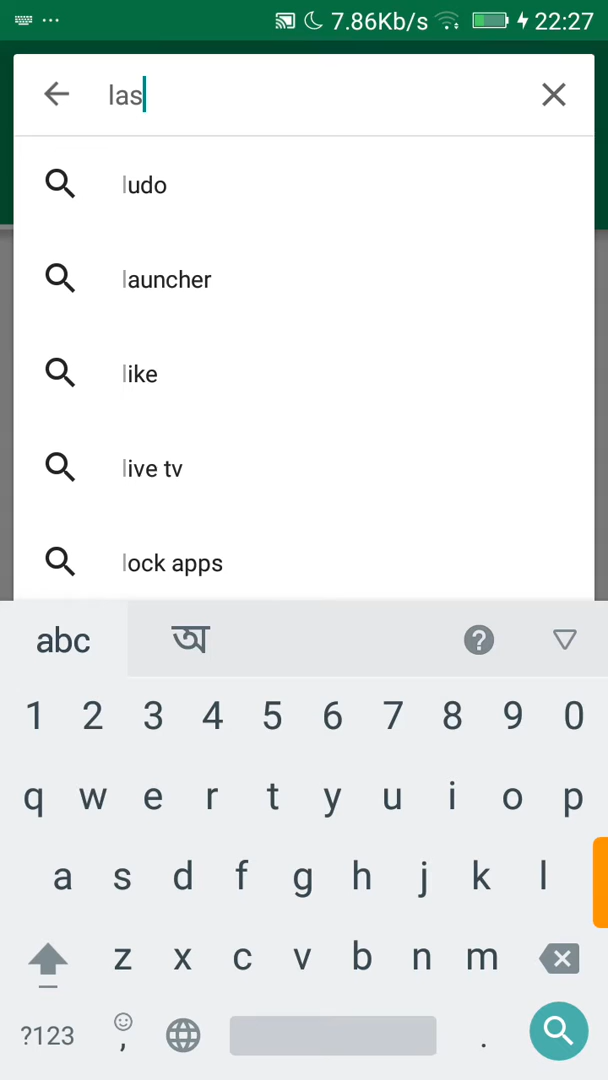 7.86Kb/s 22:27
las
ludo
launcher
like
live tv
lock apps
abc অ ?
1 2 3 4 5 6 7 8 9 0
q w e r t y u i o p
a s d f g h j k l
z x c v b n m
?123 , .